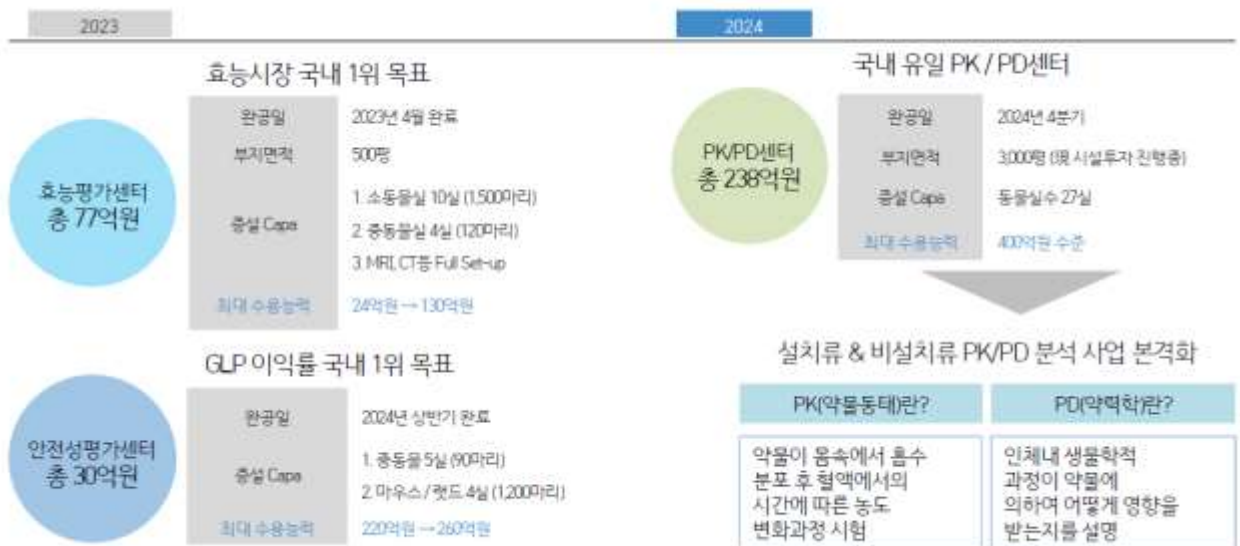 2023
효능시장 국내 1위 목표
효능평가센터
총 77억원
완공일
2023년 4월 완료
부지면적
500평
증설 Capa
1. 소동물실 10실 (1,500마리)
2. 중동물실 4실 (120마리)
3. MRI, CT등 Full Set-up
최대 수용능력
24억원 → 130억원
GLP 이익률 국내 1위 목표
안전성평가센터
총 30억원
완공일
2024년 상반기 완료
증설 Capa
1. 중동물 5실 (90마리)
2. 마우스 / 랫드 4실 (1,200마리)
최대 수용능력
220억원 → 260억원
2024
국내 유일 PK / PD센터
PK/PD센터
총 238억원
완공일
2024년 4분기
부지면적
3,000평 (現 시설투자 진행중)
증설 Capa
동물실수 27실
최대 수용능력
400억원 수준
설치류 & 비설치류 PK/PD 분석 사업 본격화
PK(약물동태)란?
약물이 몸속에서 흡수
분포 후 혈액에서의
시간에 따른 농도
변화과정 시험
PD(약력학)란?
인체내 생물학적
과정이 약물에
의하여 어떻게 영향을
받는지를 설명